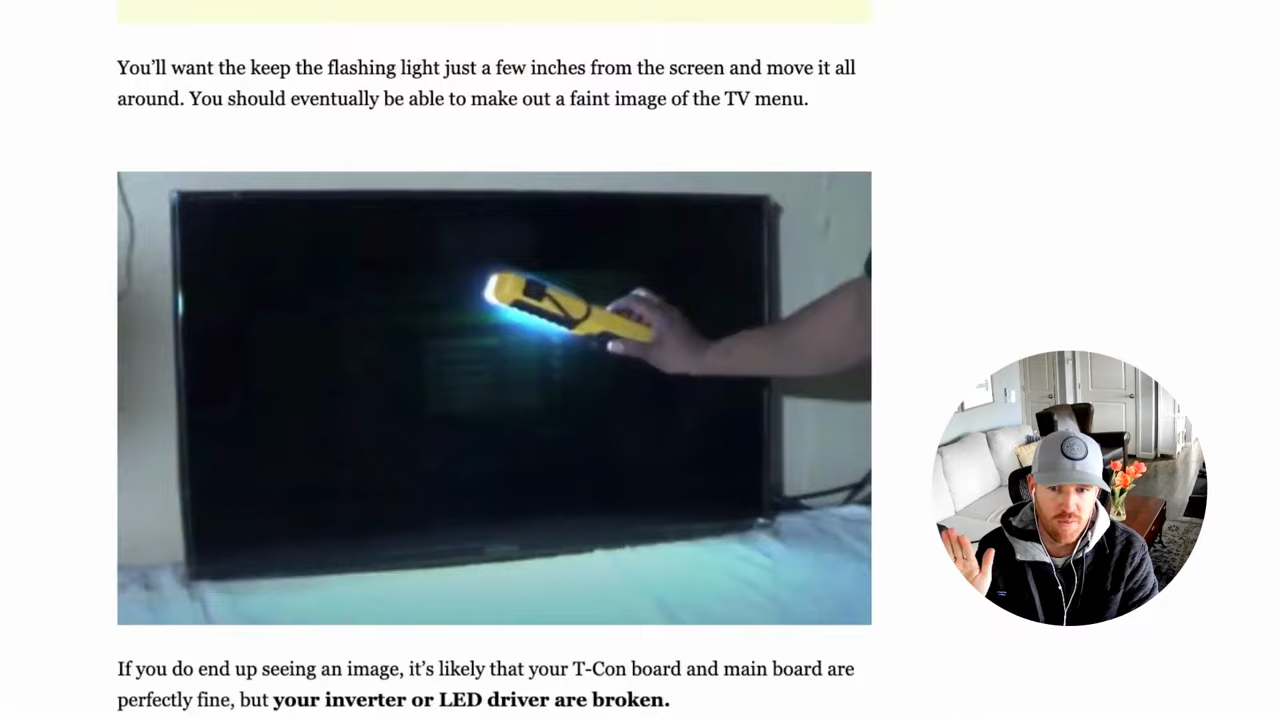 You’ll want the keep the flashing light just a few inches from the screen and move it all
around. You should eventually be able to make out a faint image of the TV menu.
If you do end up seeing an image, it’s likely that your T-Con board and main board are
perfectly fine, but your inverter or LED driver are broken.